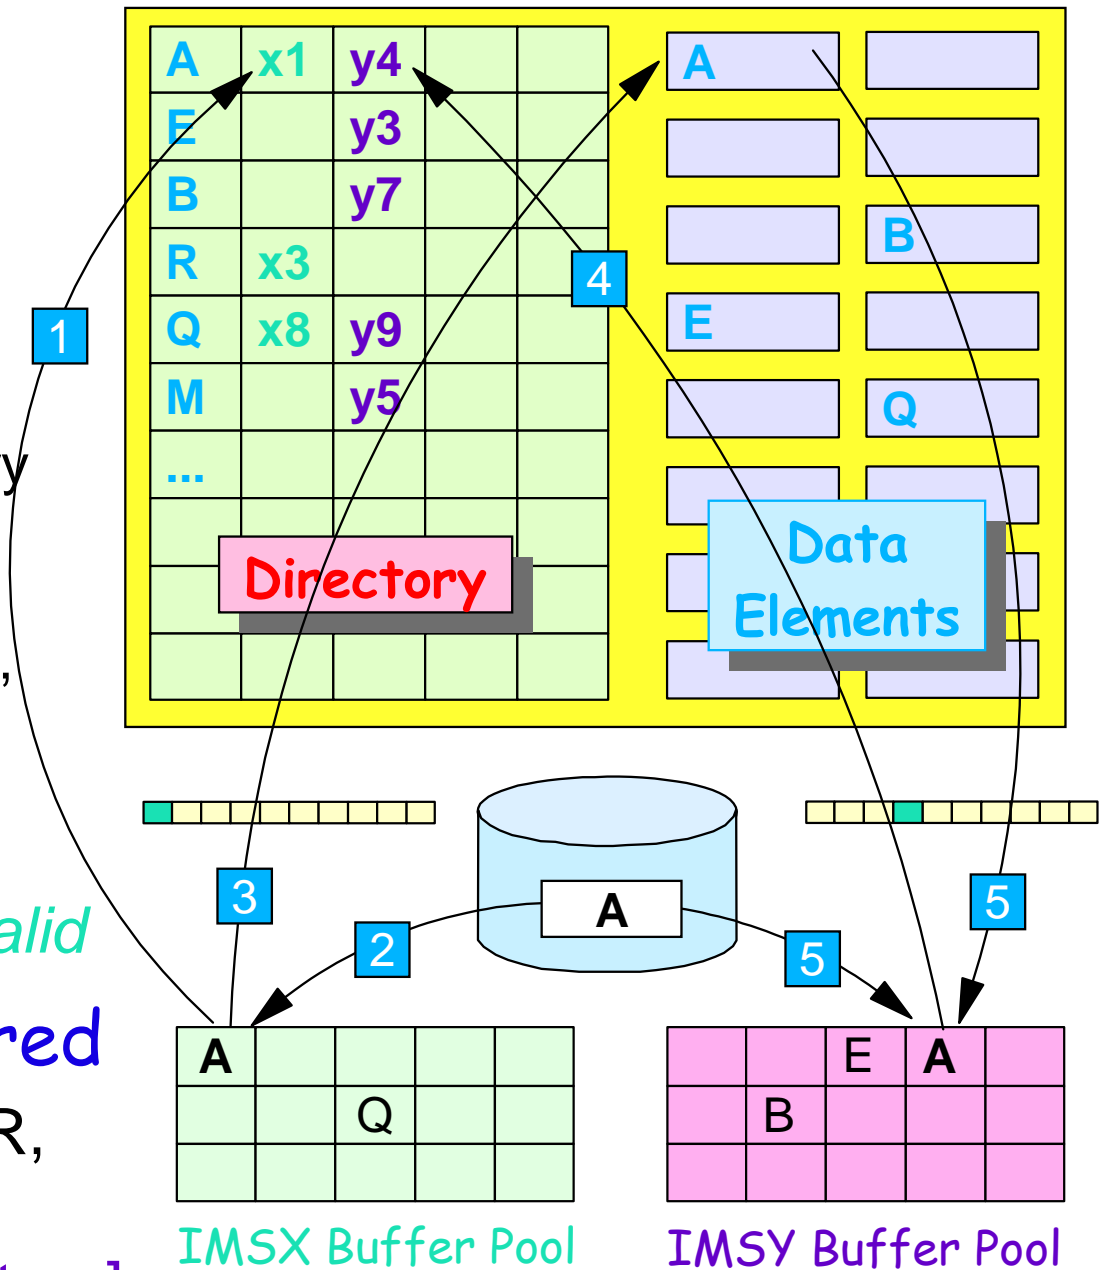 A x1 y4
E y3
B y7
R x3
Q x8 y9
M y5
...
Directory
A
B
E
Q
Data
Elements
1
4
y
,
3
2
A
5
5
alid
red
R,
A
Q
E A
B
IMSX Buffer Pool
IMSY Buffer Pool